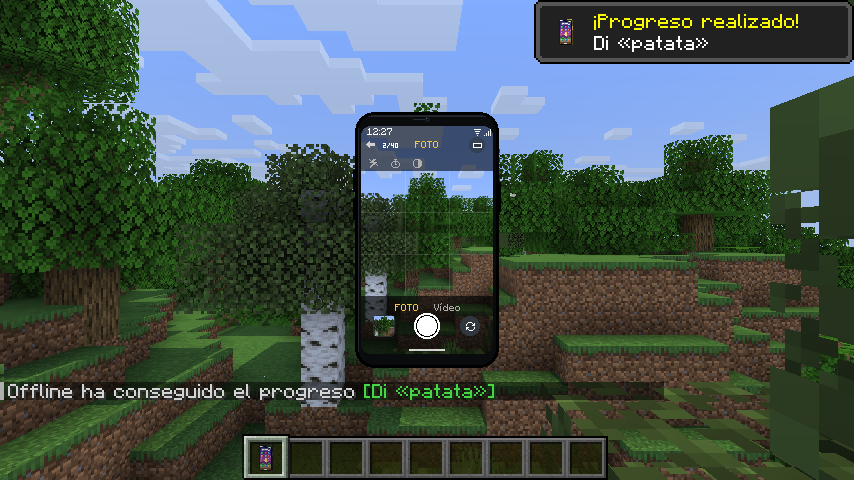 ¡Progreso realizado!
Di «patata»
12:27
2/40 FOTO
FOTO Vídeo
Offline ha conseguido el progreso [Di «patata»]